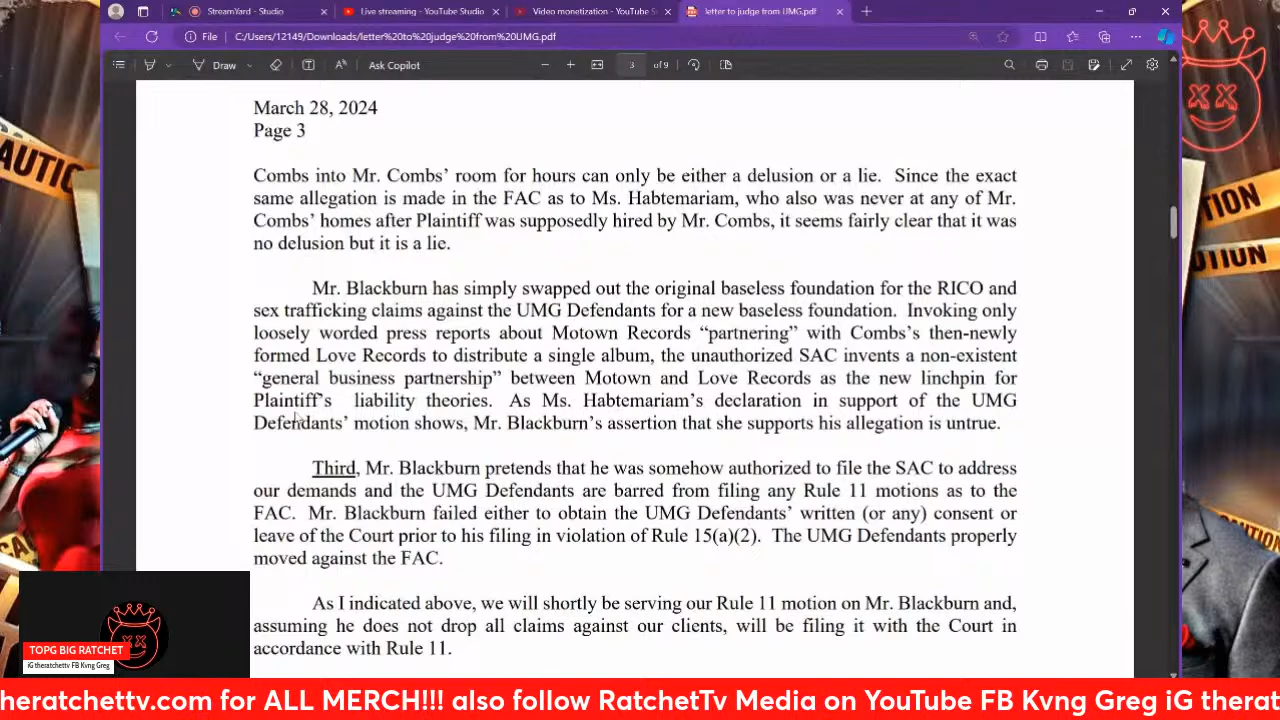 StreamYard - Studio
Live streaming - YouTube Studio
Video monetization - YouTube S
letter to judge from UMG.pdf
File
C:/Users/12149/Downloads/letter%20to%20judge%20from%20UMG.pdf
Draw
Ask Copilot
3 of 9
March 28, 2024
Page 3
Combs into Mr. Combs' room for hours can only be either a delusion or a lie. Since the exact
same allegation is made in the FAC as to Ms. Habtemariam, who also was never at any of Mr.
Combs' homes after Plaintiff was supposedly hired by Mr. Combs, it seems fairly clear that it was
no delusion but it is a lie.
Mr. Blackburn has simply swapped out the original baseless foundation for the RICO and
sex trafficking claims against the UMG Defendants for a new baseless foundation. Invoking only
loosely worded press reports about Motown Records “partnering” with Combs's then-newly
formed Love Records to distribute a single album, the unauthorized SAC invents a non-existent
“general business partnership” between Motown and Love Records as the new linchpin for
Plaintiff's liability theories. As Ms. Habtemariam's declaration in support of the UMG
Defendants' motion shows, Mr. Blackburn's assertion that she supports his allegation is untrue.
Third, Mr. Blackburn pretends that he was somehow authorized to file the SAC to address
our demands and the UMG Defendants are barred from filing any Rule 11 motions as to the
FAC. Mr. Blackburn failed either to obtain the UMG Defendants' written (or any) consent or
leave of the Court prior to his filing in violation of Rule 15(a)(2). The UMG Defendants properly
moved against the FAC.
As I indicated above, we will shortly be serving our Rule 11 motion on Mr. Blackburn and,
assuming he does not drop all claims against our clients, will be filing it with the Court in
accordance with Rule 11.
TOPG BIG RATCHET
iG theratchettv FB Kvng Greg
theratchettv.com for ALL MERCH!!! also follow RatchetTv Media on YouTube FB Kvng Greg iG therat
CAUTION
TION
UTION